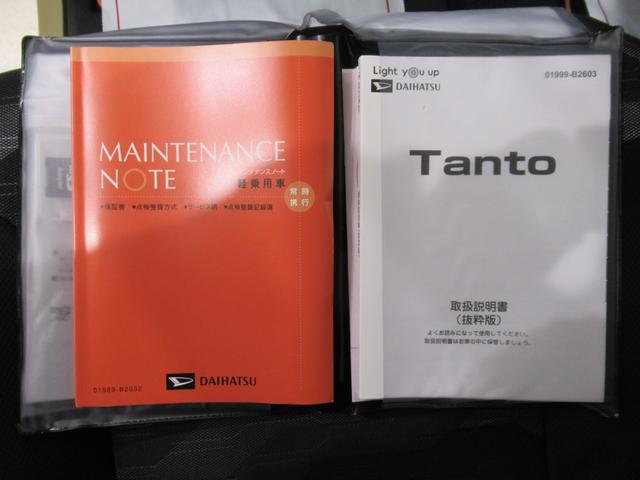 MAINTENANCE
NOTE
メンテナンスノート
軽乗用車
常時
携行
●保証書 ●点検整備方式 ●サービス網 ●点検整備記録簿
01989-B2032
DAIHATSU
Light you up
DAIHATSU
01999-B2603
Tanto
取扱説明書
（抜粋版）
よくお読みになって使用してください。
取扱説明書はお車の中に保管しましょう。